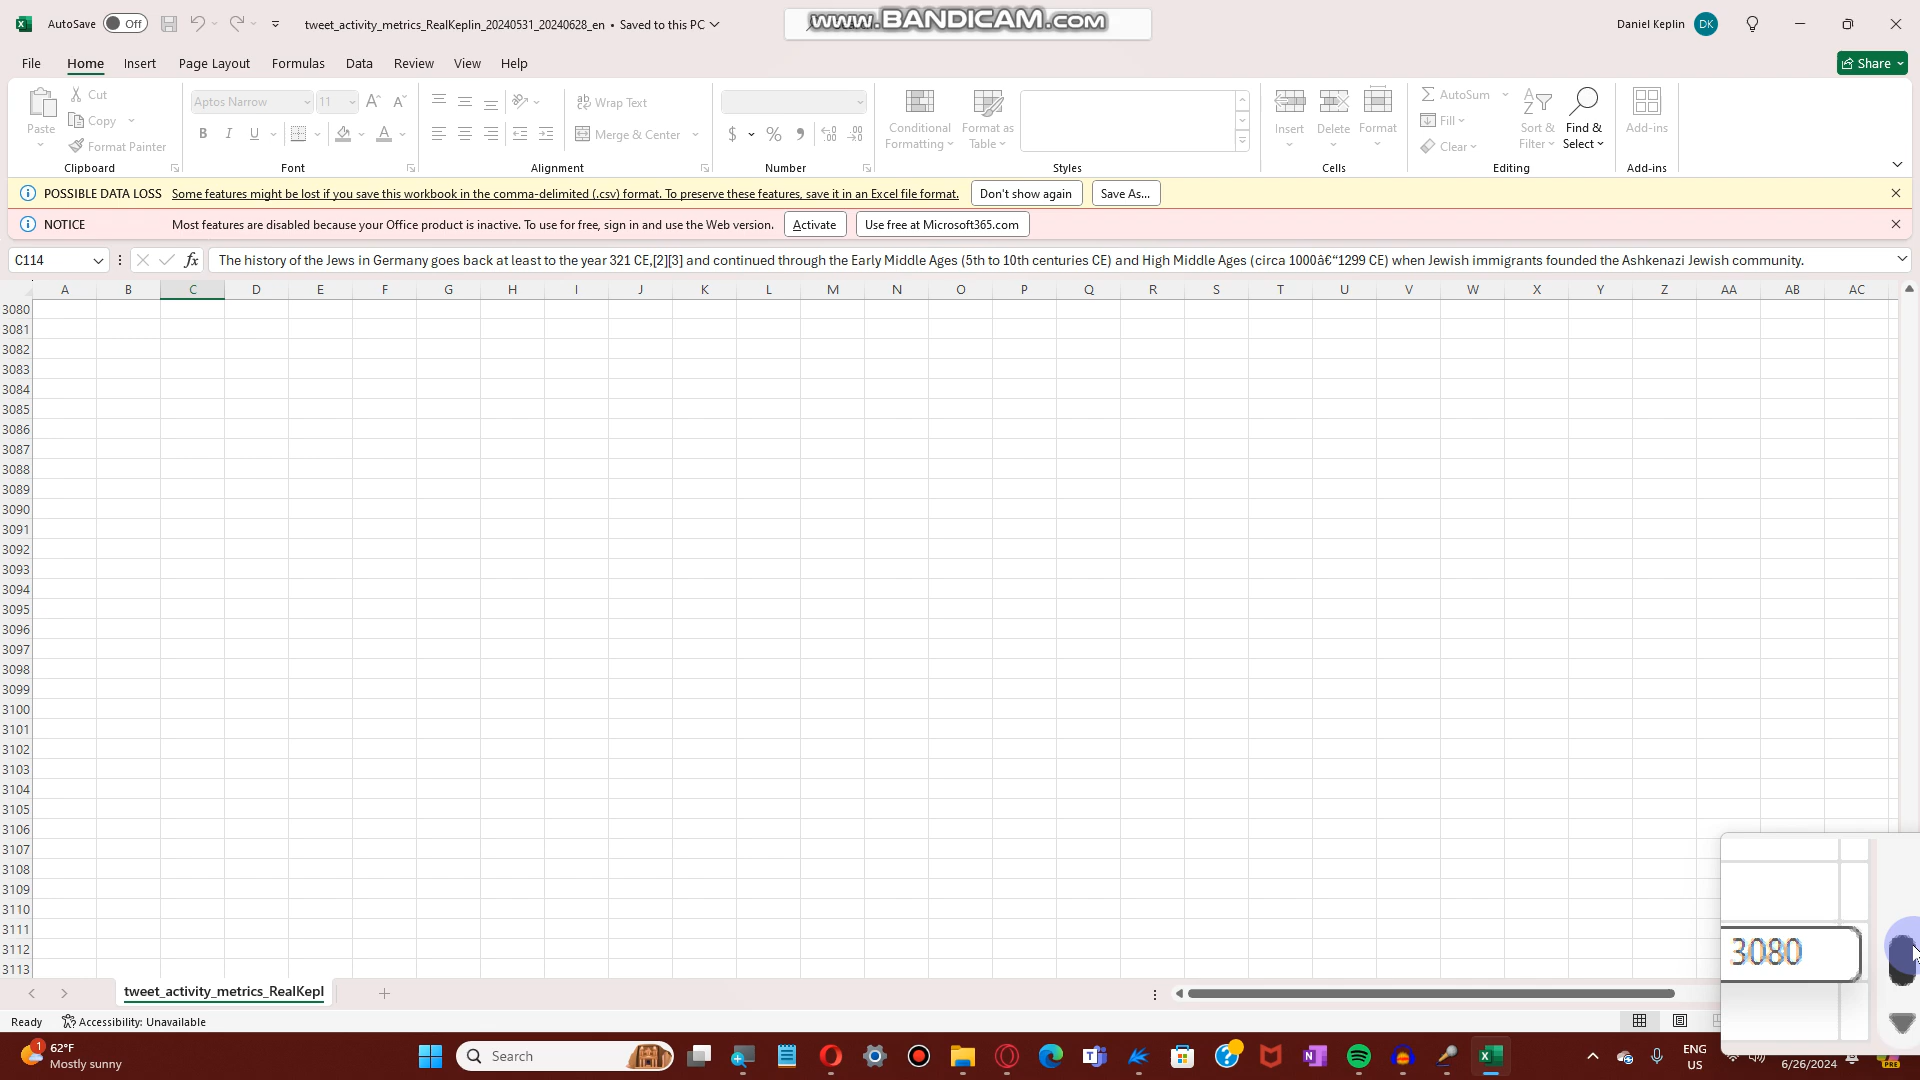 AutoSave Off tweet_activity_metrics_RealKeplin_20240531_20240628_en • Saved to this PC www.BANDICAM.com Daniel Keplin DK
File Home Insert Page Layout Formulas Data Review View Help Share
Paste Cut Copy Format Painter Clipboard
Aptos Narrow 11 B I U Font
Wrap Text Merge & Center Alignment
$ % Number
Conditional Formatting Format as Table Styles
Insert Delete Format Cells
AutoSum Fill Clear Sort & Filter Find & Select Editing
Add-ins Add-ins
POSSIBLE DATA LOSS Some features might be lost if you save this workbook in the comma-delimited (.csv) format. To preserve these features, save it in an Excel file format. Don't show again Save As...
NOTICE Most features are disabled because your Office product is inactive. To use for free, sign in and use the Web version. Activate Use free at Microsoft365.com
C114 fx The history of the Jews in Germany goes back at least to the year 321 CE,[2][3] and continued through the Early Middle Ages (5th to 10th centuries CE) and High Middle Ages (circa 1000â€“1299 CE) when Jewish immigrants founded the Ashkenazi Jewish community.
A B C D E F G H I J K L M N O P Q R S T U V W X Y Z AA AB AC
3080
3081
3082
3083
3084
3085
3086
3087
3088
3089
3090
3091
3092
3093
3094
3095
3096
3097
3098
3099
3100
3101
3102
3103
3104
3105
3106
3107
3108
3109
3110
3111
3112
3113
3080
tweet_activity_metrics_RealKepl
Ready Accessibility: Unavailable
1 62°F
Mostly sunny
Search
ENG
US
6/26/2024
PRE